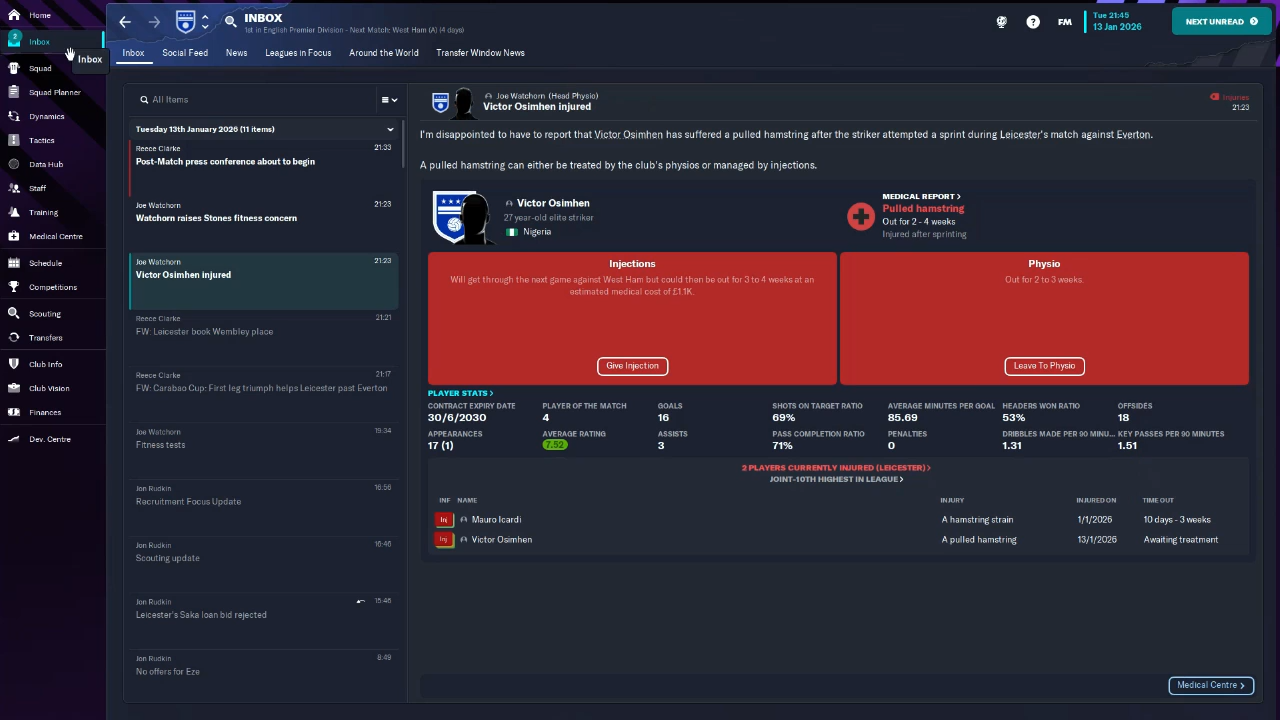 Home
2
Inbox
Inbox
Squad
Squad Planner
Dynamics
Tactics
Data Hub
Staff
Training
Medical Centre
Schedule
Competitions
Scouting
Transfers
Club Info
Club Vision
Finances
Dev. Centre
INBOX
1st in English Premier Division - Next Match: West Ham (A) (4 days)
FM
Tue 21:45
13 Jan 2026
NEXT UNREAD
Inbox
Social Feed
News
Leagues in Focus
Around the World
Transfer Window News
All Items
Tuesday 13th January 2026 (11 items)
Reece Clarke 21:33
Post-Match press conference about to begin
Joe Watchorn 21:23
Watchorn raises Stones fitness concern
Joe Watchorn 21:23
Victor Osimhen injured
Reece Clarke 21:21
FW: Leicester book Wembley place
Reece Clarke 21:17
FW: Carabao Cup: First leg triumph helps Leicester past Everton
Joe Watchorn 19:34
Fitness tests
Jon Rudkin 16:56
Recruitment Focus Update
Jon Rudkin 16:46
Scouting update
Jon Rudkin 15:46
Leicester's Saka loan bid rejected
Jon Rudkin 8:49
No offers for Eze
Joe Watchorn (Head Physio)
Victor Osimhen injured
Injuries
21:23
I'm disappointed to have to report that Victor Osimhen has suffered a pulled hamstring after the striker attempted a sprint during Leicester's match against Everton.
A pulled hamstring can either be treated by the club's physios or managed by injections.
Victor Osimhen
27 year-old elite striker
Nigeria
MEDICAL REPORT
Pulled hamstring
Out for 2 - 4 weeks
Injured after sprinting
Injections
Will get through the next game against West Ham but could then be out for 3 to 4 weeks at an
estimated medical cost of £1.1K.
Give Injection
Physio
Out for 2 to 3 weeks.
Leave To Physio
PLAYER STATS
CONTRACT EXPIRY DATE PLAYER OF THE MATCH GOALS SHOTS ON TARGET RATIO AVERAGE MINUTES PER GOAL HEADERS WON RATIO OFFSIDES
30/6/2030 4 16 69% 85.69 53% 18
APPEARANCES AVERAGE RATING ASSISTS PASS COMPLETION RATIO PENALTIES DRIBBLES MADE PER 90 MINU... KEY PASSES PER 90 MINUTES
17 (1) 7.52 3 71% 0 1.31 1.51
2 PLAYERS CURRENTLY INJURED (LEICESTER)
JOINT-10TH HIGHEST IN LEAGUE
INF NAME INJURY INJURED ON TIME OUT
Inj Mauro Icardi A hamstring strain 1/1/2026 10 days - 3 weeks
Inj Victor Osimhen A pulled hamstring 13/1/2026 Awaiting treatment
Medical Centre